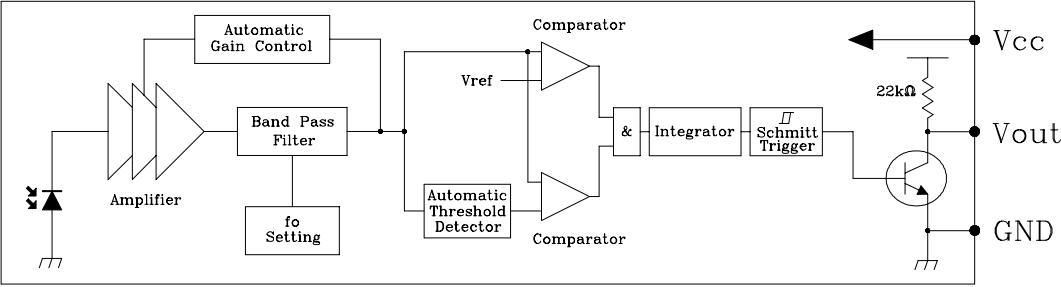 Automatic
Gain Control
Comparator
Vcc
Vref
22kΩ
Band Pass
Filter
&
Integrator
Schmitt
Trigger
Vout
Amplifier
Automatic
Threshold
Detector
fo
Setting
Comparator
GND